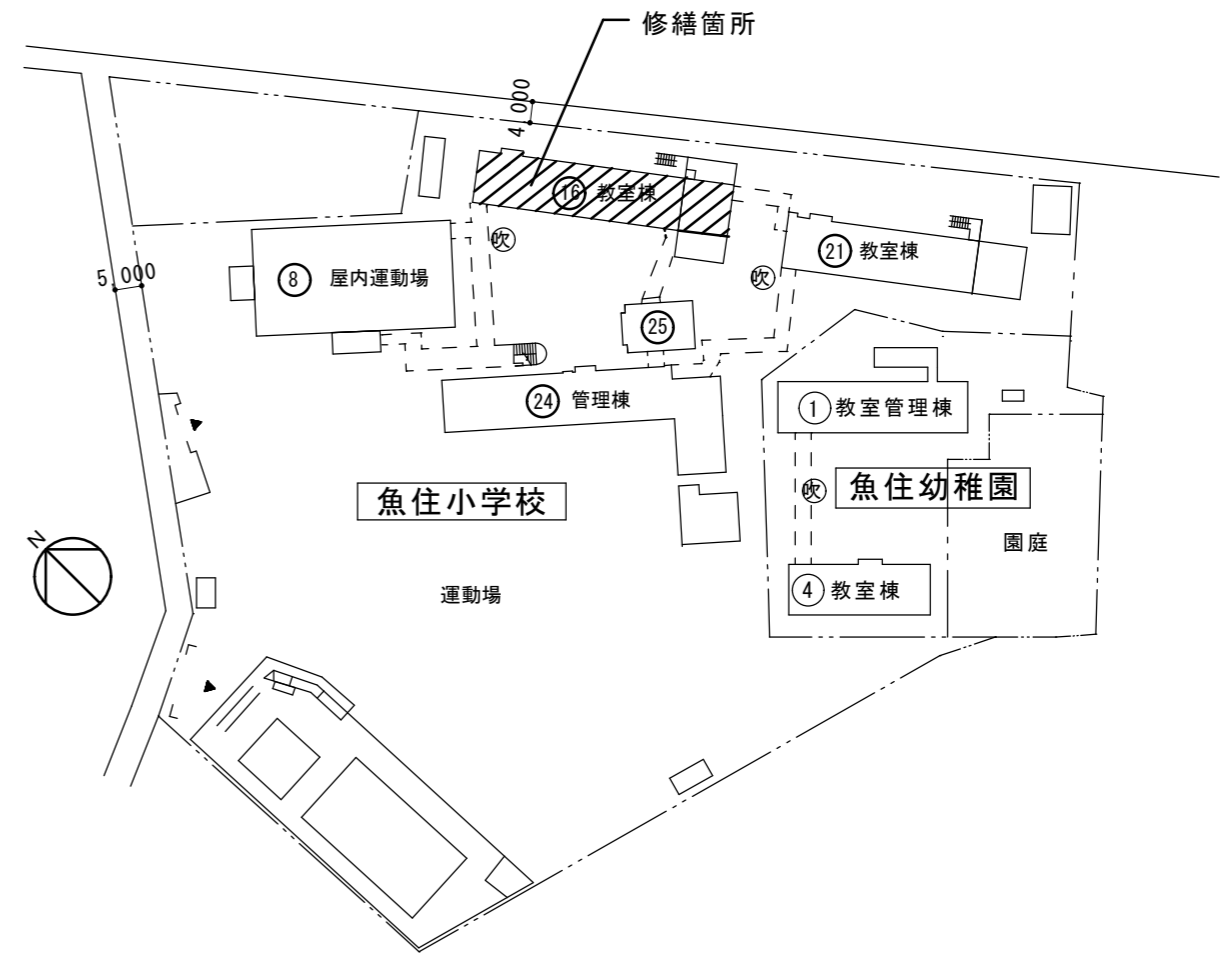 修繕箇所
4,000
⑯ 教室棟
吹
㉑ 教室棟
吹
5,000
⑧ 屋内運動場
㉕
㉔ 管理棟
① 教室管理棟
魚住小学校
吹
魚住幼稚園
園庭
N
運動場
④ 教室棟